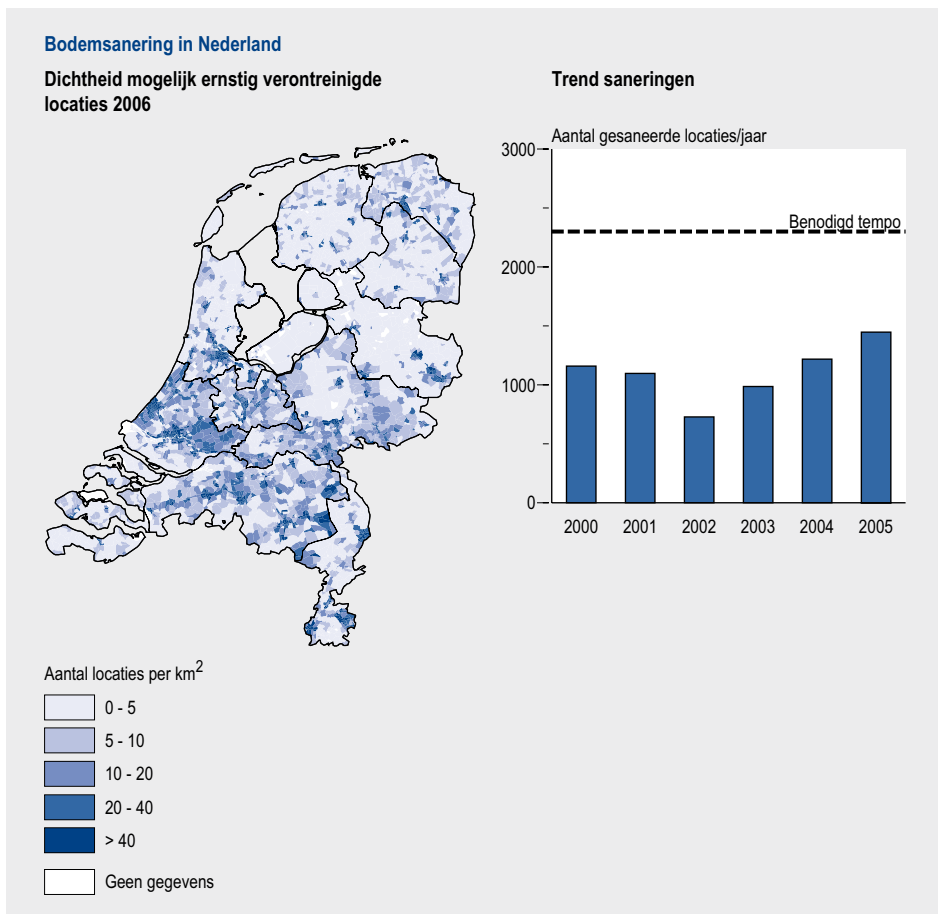 Bodemsanering in Nederland
Dichtheid mogelijk ernstig verontreinigde
locaties 2006
Trend saneringen
Aantal gesaneerde locaties/jaar
3000
Benodigd tempo
2000
1000
0
2000 2001 2002 2003 2004 2005
Aantal locaties per km2
0 - 5
5 - 10
10 - 20
20 - 40
> 40
Geen gegevens